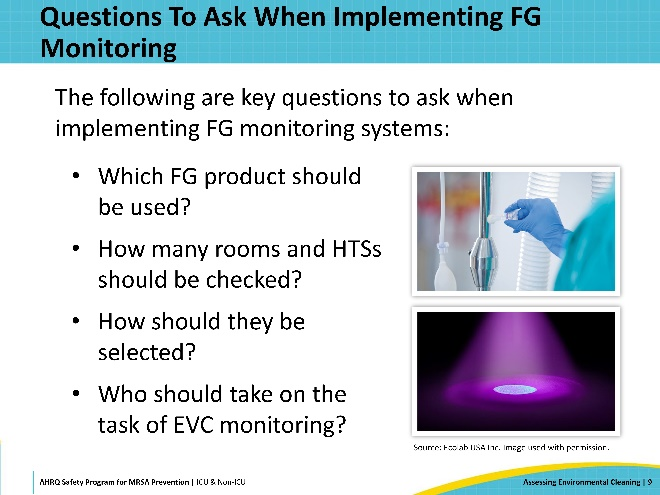 Questions To Ask When Implementing FG
Monitoring
The following are key questions to ask when
implementing FG monitoring systems:
• Which FG product should
be used?
• How many rooms and HTSs
should be checked?
• How should they be
selected?
• Who should take on the
task of EVC monitoring?
Source: Ecolab USA Inc. Image used with permission.
AHRQ Safety Program for MRSA Prevention | ICU & Non-ICU
Assessing Environmental Cleaning | 9